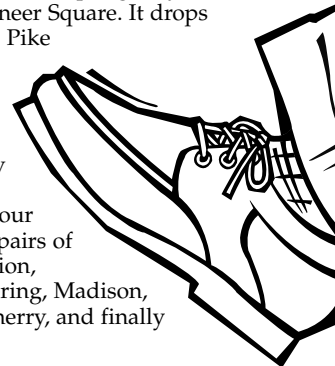 neer Square. It drops
Pike
y
our
pairs of
ion,
ring, Madison,
herry, and finally